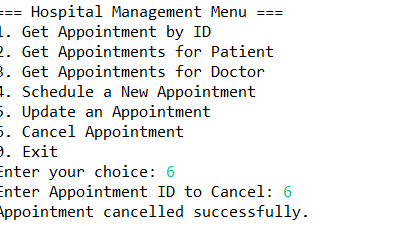 === Hospital Management Menu ===
1. Get Appointment by ID
2. Get Appointments for Patient
3. Get Appointments for Doctor
4. Schedule a New Appointment
5. Update an Appointment
6. Cancel Appointment
0. Exit
Enter your choice: 6
Enter Appointment ID to Cancel: 6
Appointment cancelled successfully.